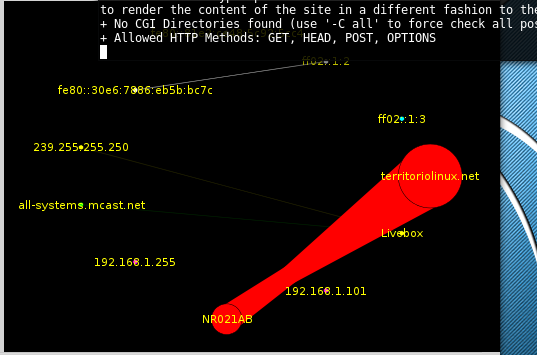 to render the content of the site in a different fashion to the
+ No CGI Directories found (use '-C all' to force check all pos
+ Allowed HTTP Methods: GET, HEAD, POST, OPTIONS
ff02::1:2
fe80::30e6:7886:eb5b:bc7c
ff02::1:3
239.255.255.250
territoriolinux.net
all-systems.mcast.net
Livebox
192.168.1.255
192.168.1.101
NR021AB